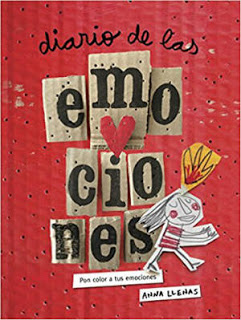 diario de las
emo
cio
nes
Pon color a tus emociones
ANNA LLENAS